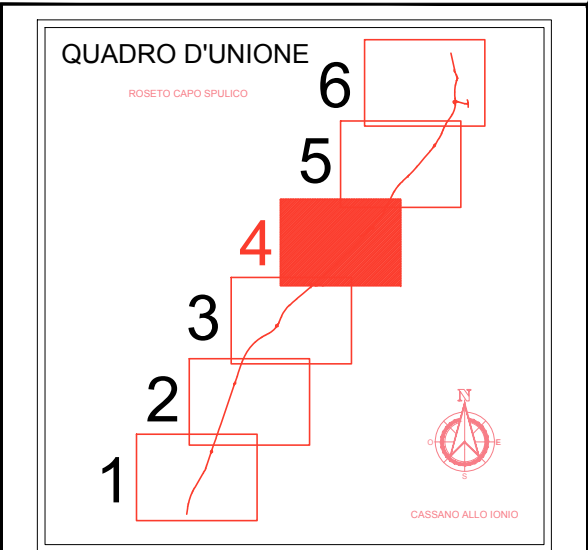 QUADRO D'UNIONE
ROSETO CAPO SPULICO
6
5
4
3
2
1
N
O
E
S
CASSANO ALLO IONIO